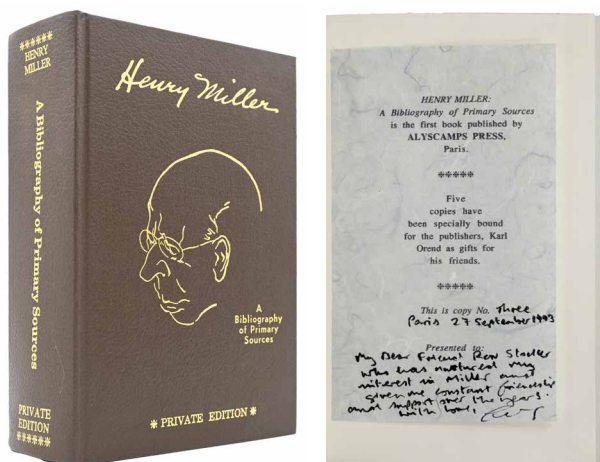 ******
HENRY
MILLER
A Bibliography of Primary Sources
PRIVATE
EDITION
******
Henry Miller
A
Bibliography
of Primary
Sources
* PRIVATE EDITION *
HENRY MILLER:
A Bibliography of Primary Sources
is the first book published by
ALYSCAMPS PRESS,
Paris.
*****
Five
copies have
been specially bound
for the publishers, Karl
Orend as gifts for
his friends.
*****
This is copy No. Three
Paris 27 September 1993
Presented to:
My Dear Friend
who has nurtured my
interest in Miller and
given me constant friendship
and support over the years.
with love,